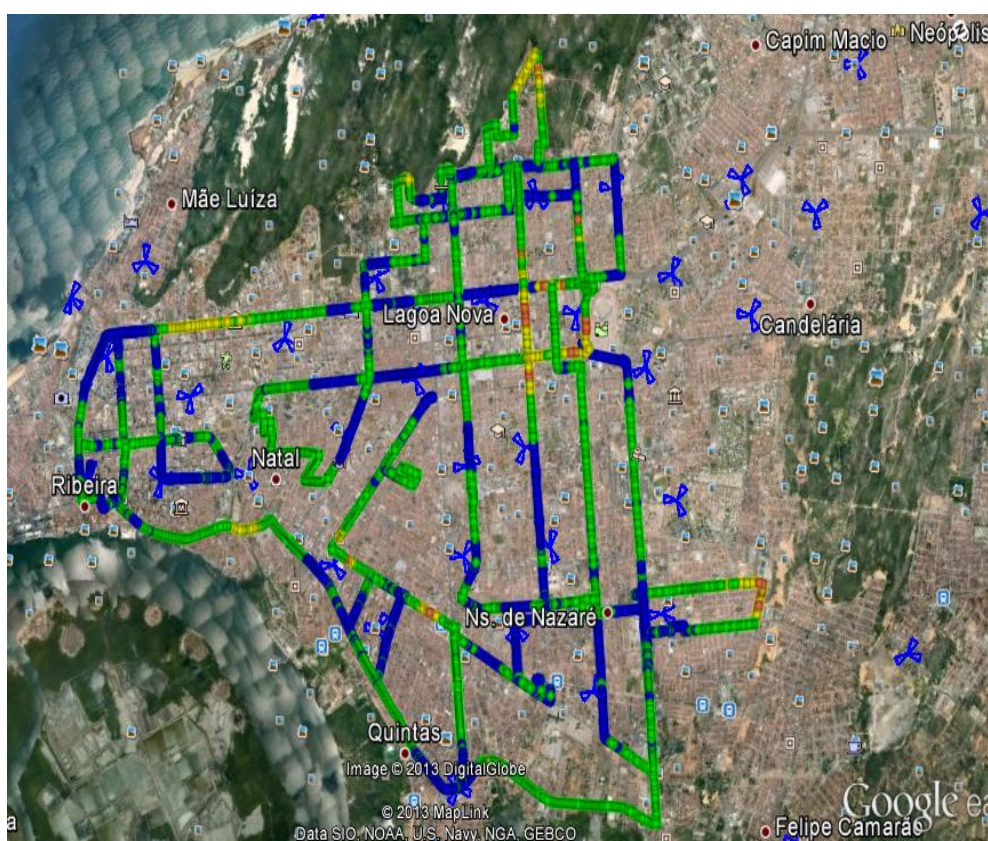 Capim Macio
Neópolis
Mãe Luíza
Lagoa Nova
Candelária
Natal
Ribeira
Ns. de Nazaré
Quintas
Image © 2013 DigitalGlobe
© 2013 MapLink
Data SIO, NOAA, U.S. Navy, NGA, GEBCO
Google ea
Felipe Camarão
a